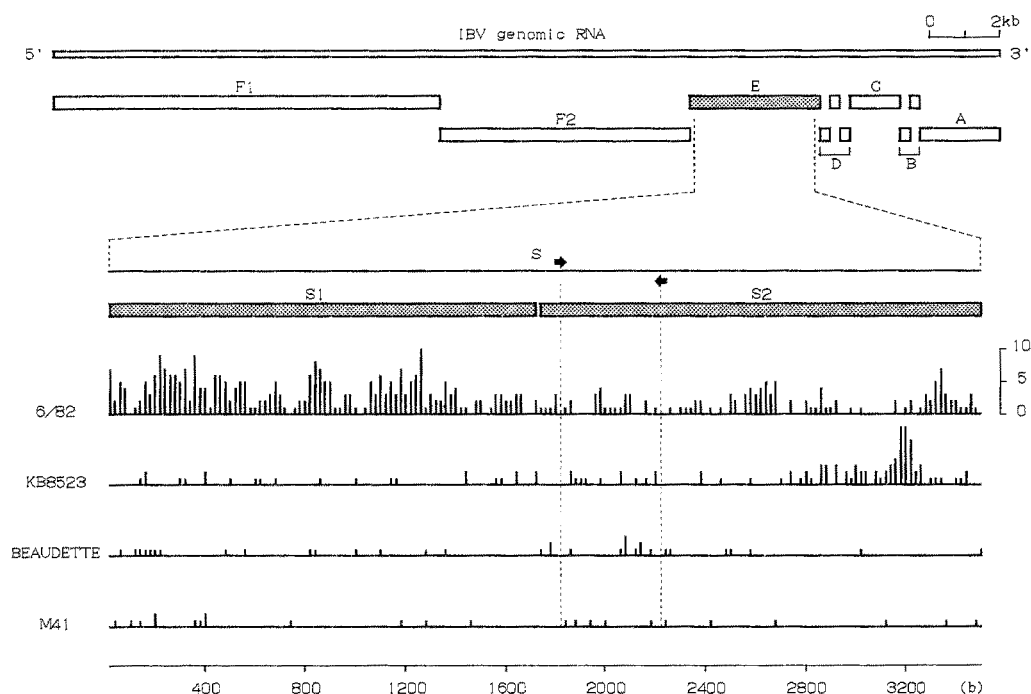 0 2kb
IBV genomic RNA
5' 3'
F1 E C
F2 A
D B
S
S1 S2
10
5
0
6/82
KB8523
BEAUDETTE
M41
400 800 1200 1600 2000 2400 2800 3200 (b)